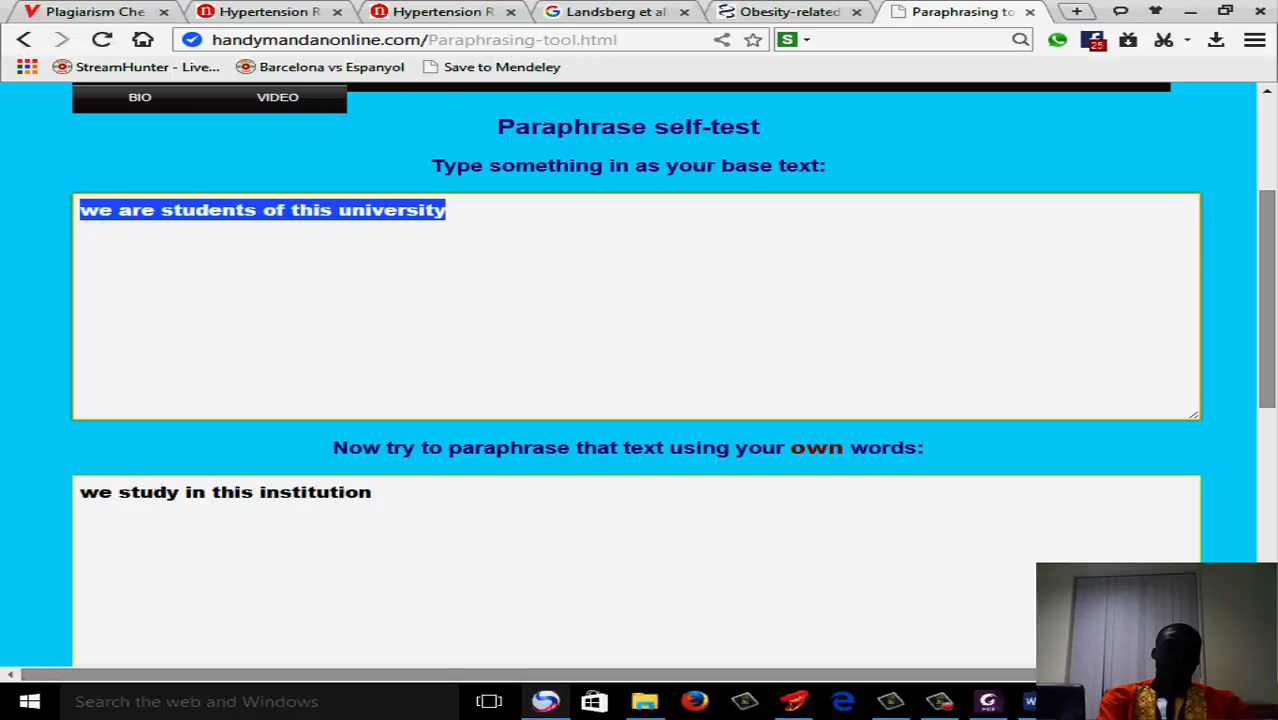 Plagiarism Che Hypertension R Hypertension R Landsberg et al. Obesity-related Paraphrasing to
handymandanonline.com/Paraphrasing-tool.html S 25
StreamHunter - Live... Barcelona vs Espanyol Save to Mendeley
BIO VIDEO
Paraphrase self-test
Type something in as your base text:
we are students of this university
Now try to paraphrase that text using your own words:
we study in this institution
Search the web and Windows